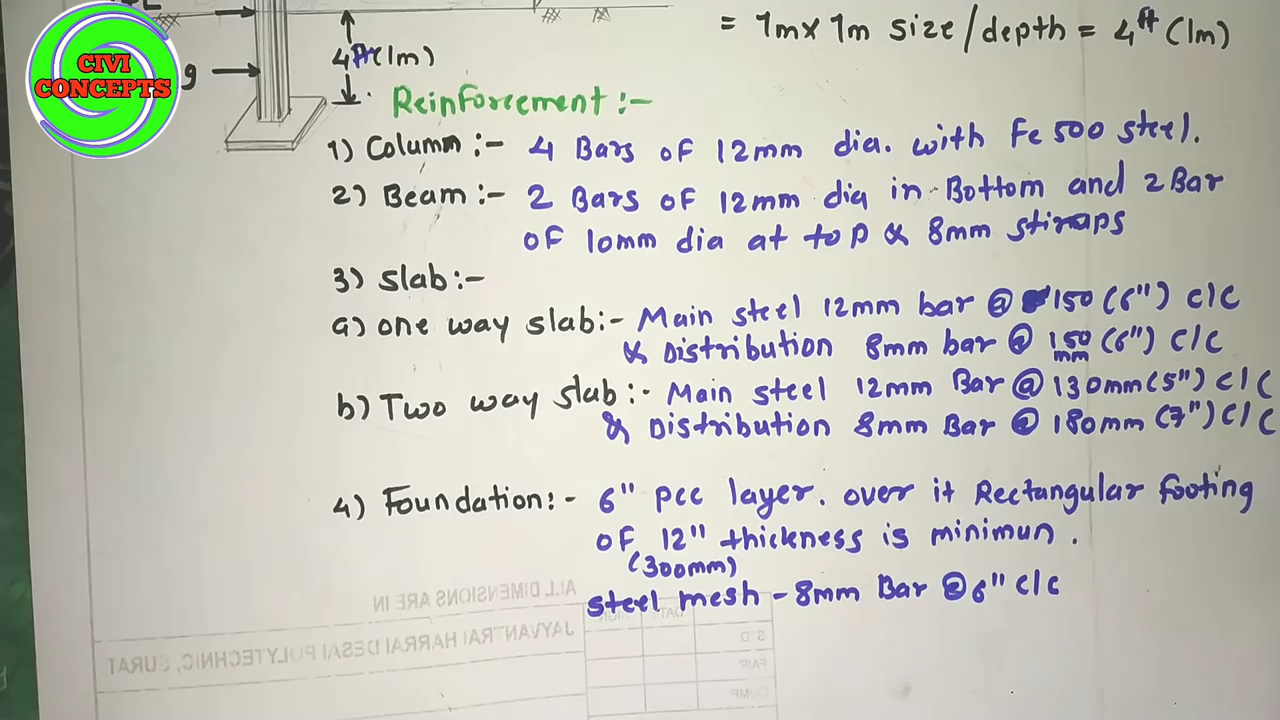 = 1m x 1m size/depth = 4ft (1m)
4ft (1m)
CIVI
CONCEPTS
g
Reinforcement :-
1) Column :- 4 Bars of 12mm dia. with Fe 500 steel.
2) Beam :- 2 Bars of 12mm dia in Bottom and 2 Bar
of 10mm dia at top & 8mm stiraps
3) Slab :-
a) one way slab :- Main steel 12mm bar @ 150 (6") c/c
& Distribution 8mm bar @ 150 mm (6") c/c
b) Two way slab :- Main steel 12mm Bar @ 130mm (5") c/c
& Distribution 8mm Bar @ 180mm (7") c/c
4) Foundation :- 6" pcc layer. over it Rectangular footing
of 12" thickness is minimun.
(300mm)
steel mesh - 8mm Bar @ 6" c/c
ALL DIMENSIONS ARE IN
JAYVANTRAI HARRAI DESAI POLYTECHNIC, SURAT